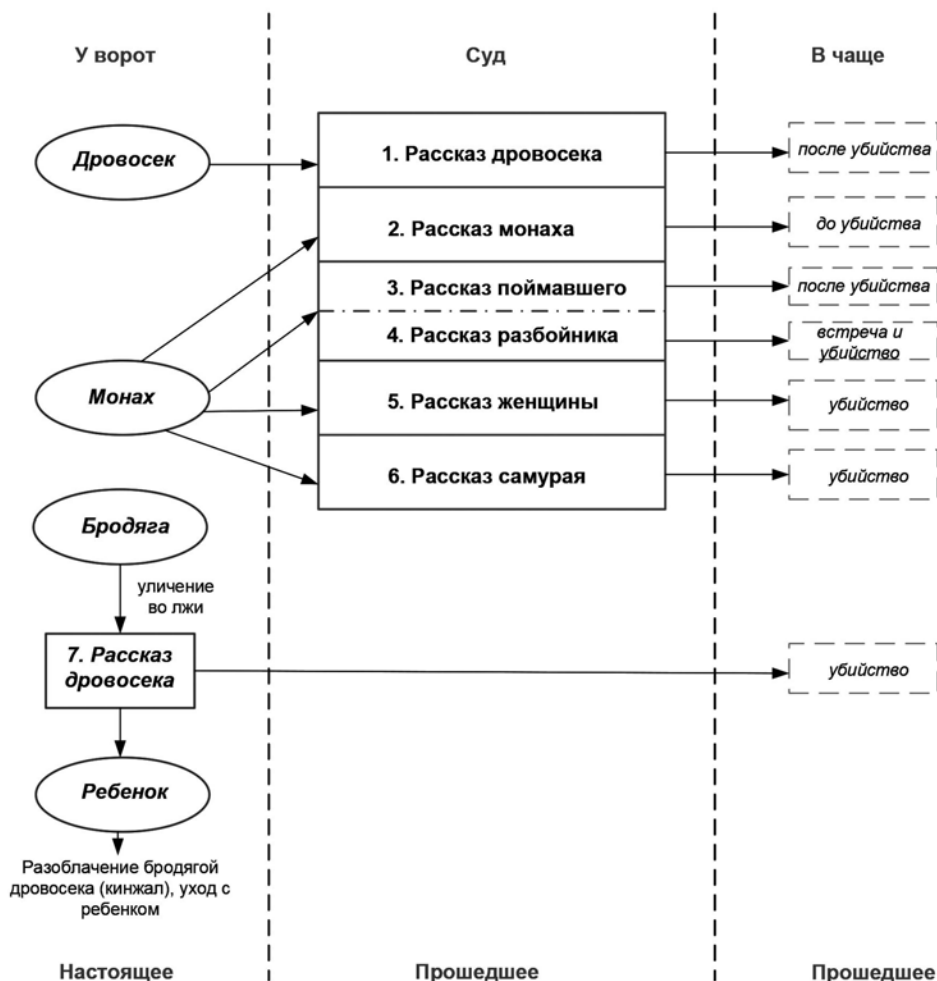 У ворот
Суд
В чаще
Дровосек
1. Рассказ дровосека
после убийства
2. Рассказ монаха
до убийства
3. Рассказ поймавшего
после убийства
4. Рассказ разбойника
встреча и
убийство
Монах
5. Рассказ женщины
убийство
6. Рассказ самурая
убийство
Бродяга
уличение
во лжи
7. Рассказ
дровосека
убийство
Ребенок
Разоблачение бродягой
дровосека (кинжал), уход с
ребенком
Настоящее
Прошедшее
Прошедшее